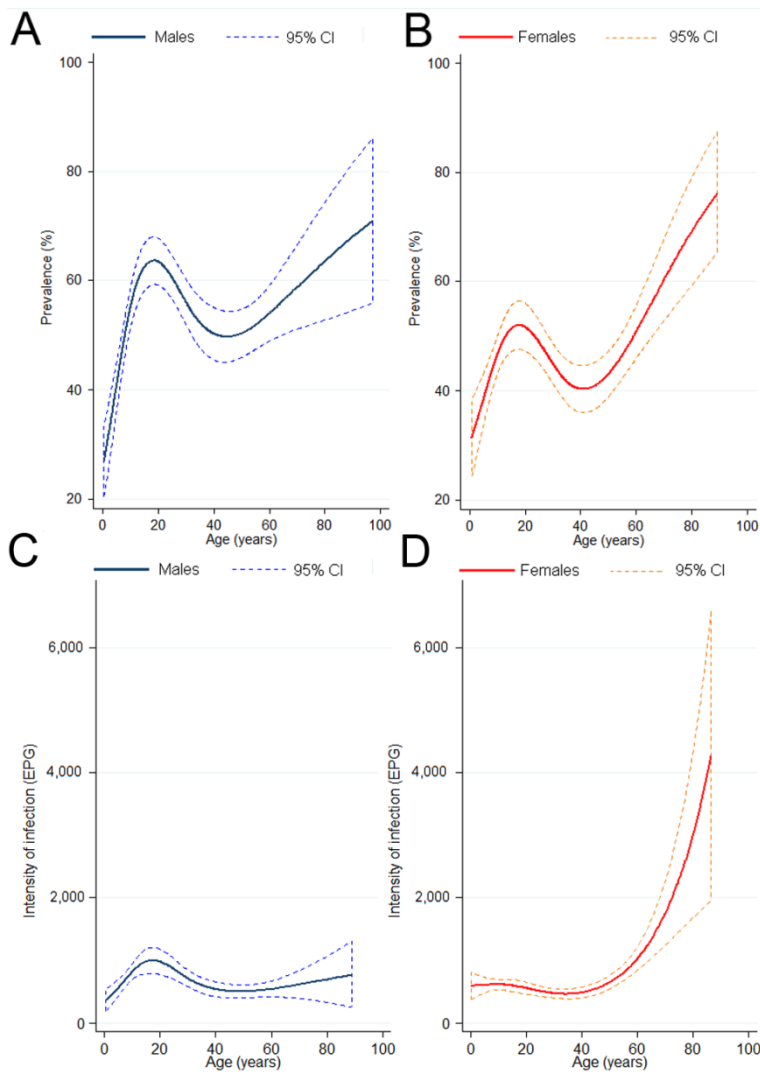 A
Males
95% CI
B
Females
95% CI
Prevalence (%)
100
80
60
40
20
0 20 40 60 80 100
Age (years)
Prevalence (%)
100
80
60
40
20
0 20 40 60 80 100
Age (years)
C
Males
95% CI
D
Females
95% CI
Intensity of infection (EPG)
6,000
4,000
2,000
0
0 20 40 60 80 100
Age (years)
Intensity of infection (EPG)
6,000
4,000
2,000
0
0 20 40 60 80 100
Age (years)